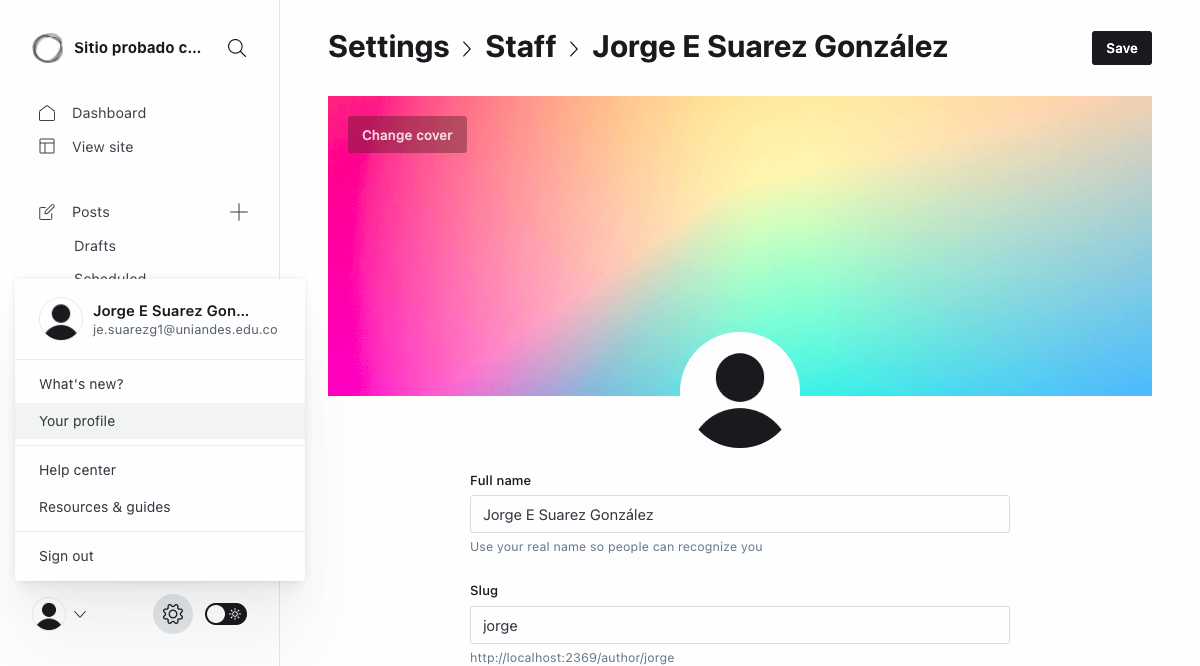 Sitio probado c...
Dashboard
View site
Posts
Drafts
Scheduled
Jorge E Suarez Gon...
je.suarezg1@uniandes.edu.co
What's new?
Your profile
Help center
Resources & guides
Sign out
Settings > Staff > Jorge E Suarez González
Save
Change cover
Full name
Jorge E Suarez González
Use your real name so people can recognize you
Slug
jorge
http://localhost:2369/author/jorge